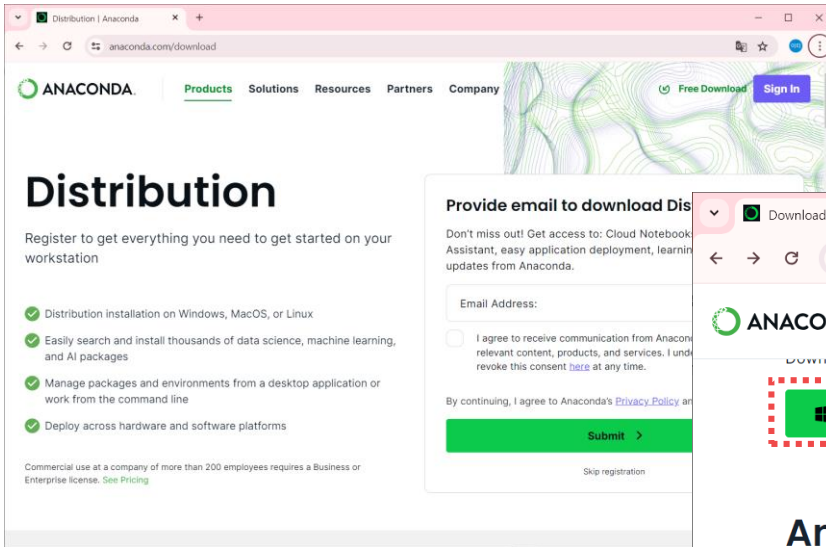 Distribution | Anaconda
anaconda.com/download
ANACONDA.
Products Solutions Resources Partners Company
Free Download
Sign In
Distribution
Register to get everything you need to get started on your
workstation
Distribution installation on Windows, MacOS, or Linux
Easily search and install thousands of data science, machine learning,
and AI packages
Manage packages and environments from a desktop application or
work from the command line
Deploy across hardware and software platforms
Commercial use at a company of more than 200 employees requires a Business or
Enterprise license. See Pricing
Provide email to download Dis
Don't miss out! Get access to: Cloud Notebook
Assistant, easy application deployment, learnin
updates from Anaconda.
Email Address:
I agree to receive communication from Anacon
relevant content, products, and services. I und
revoke this consent here at any time.
By continuing, I agree to Anaconda's Privacy Policy an
Submit >
Skip registration
Download
ANACO
An